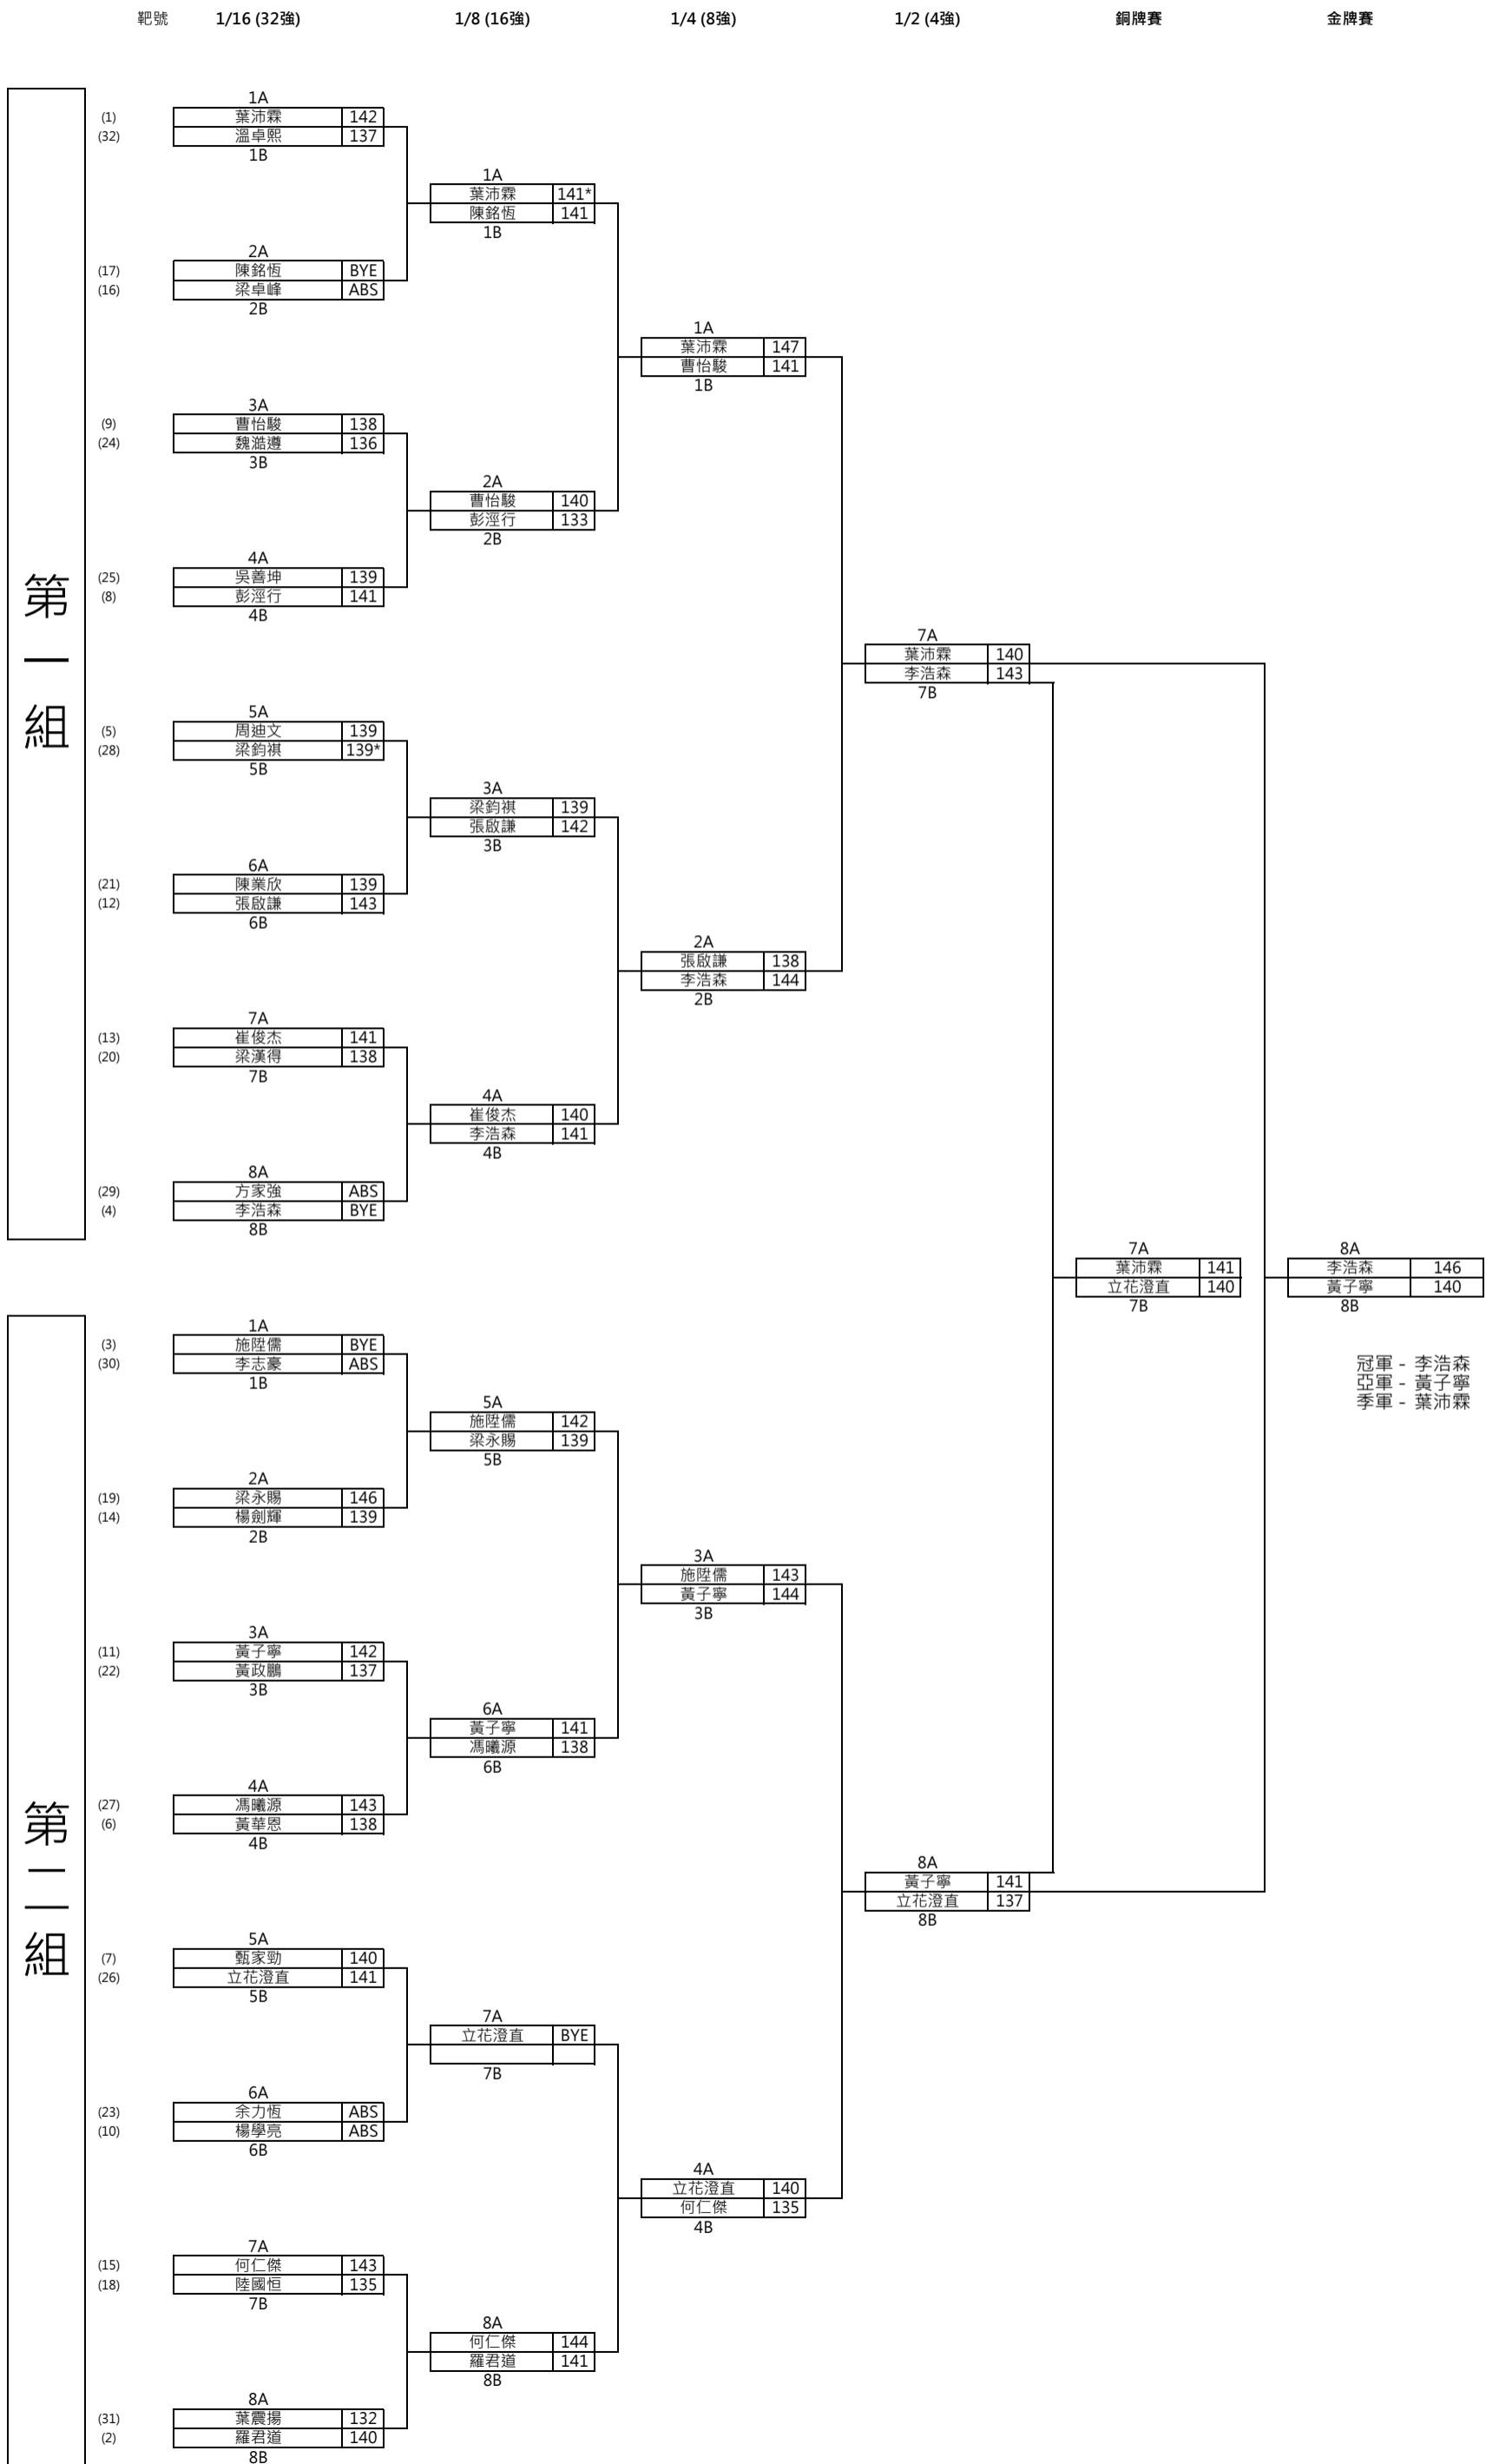 靶號 1/16 (32強) 1/8 (16強) 1/4 (8強) 1/2 (4強) 銅牌賽 金牌賽
第一組
1A
(1) 葉沛霖 142
(32) 溫卓熙 137
1B
2A
(17) 陳銘恆 BYE
(16) 梁卓峰 ABS
2B
3A
(9) 曹怡駿 138
(24) 魏澔遵 136
3B
4A
(25) 吳善坤 139
(8) 彭溼行 141
4B
5A
(5) 周迪文 139
(28) 梁鈞祺 139*
5B
6A
(21) 陳業欣 139
(12) 張啟謙 143
6B
7A
(13) 崔俊杰 141
(20) 梁漢得 138
7B
8A
(29) 方家強 ABS
(4) 李浩森 BYE
8B
第二組
1A
(3) 施陞儒 BYE
(30) 李志豪 ABS
1B
2A
(19) 梁永賜 146
(14) 楊劍輝 139
2B
3A
(11) 黃子寧 142
(22) 黃政鵬 137
3B
4A
(27) 馮曦源 143
(6) 黃華恩 138
4B
5A
(7) 甄家勁 140
(26) 立花澄直 141
5B
6A
(23) 余力恆 ABS
(10) 楊學亮 ABS
6B
7A
(15) 何仁傑 143
(18) 陸國恒 135
7B
8A
(31) 葉震揚 132
(2) 羅君道 140
8B
1A
葉沛霖 141*
陳銘恆 141
1B
2A
曹怡駿 140
彭溼行 133
2B
3A
梁鈞祺 139
張啟謙 142
3B
4A
崔俊杰 140
李浩森 141
4B
5A
施陞儒 142
梁永賜 139
5B
6A
黃子寧 141
馮曦源 138
6B
7A
立花澄直 BYE
7B
8A
何仁傑 144
羅君道 141
8B
1A
葉沛霖 147
曹怡駿 141
1B
2A
張啟謙 138
李浩森 144
2B
3A
施陞儒 143
黃子寧 144
3B
4A
立花澄直 140
何仁傑 135
4B
7A
葉沛霖 140
李浩森 143
7B
8A
黃子寧 141
立花澄直 137
8B
7A
葉沛霖 141
立花澄直 140
7B
8A
李浩森 146
黃子寧 140
8B
冠軍 - 李浩森
亞軍 - 黃子寧
季軍 - 葉沛霖